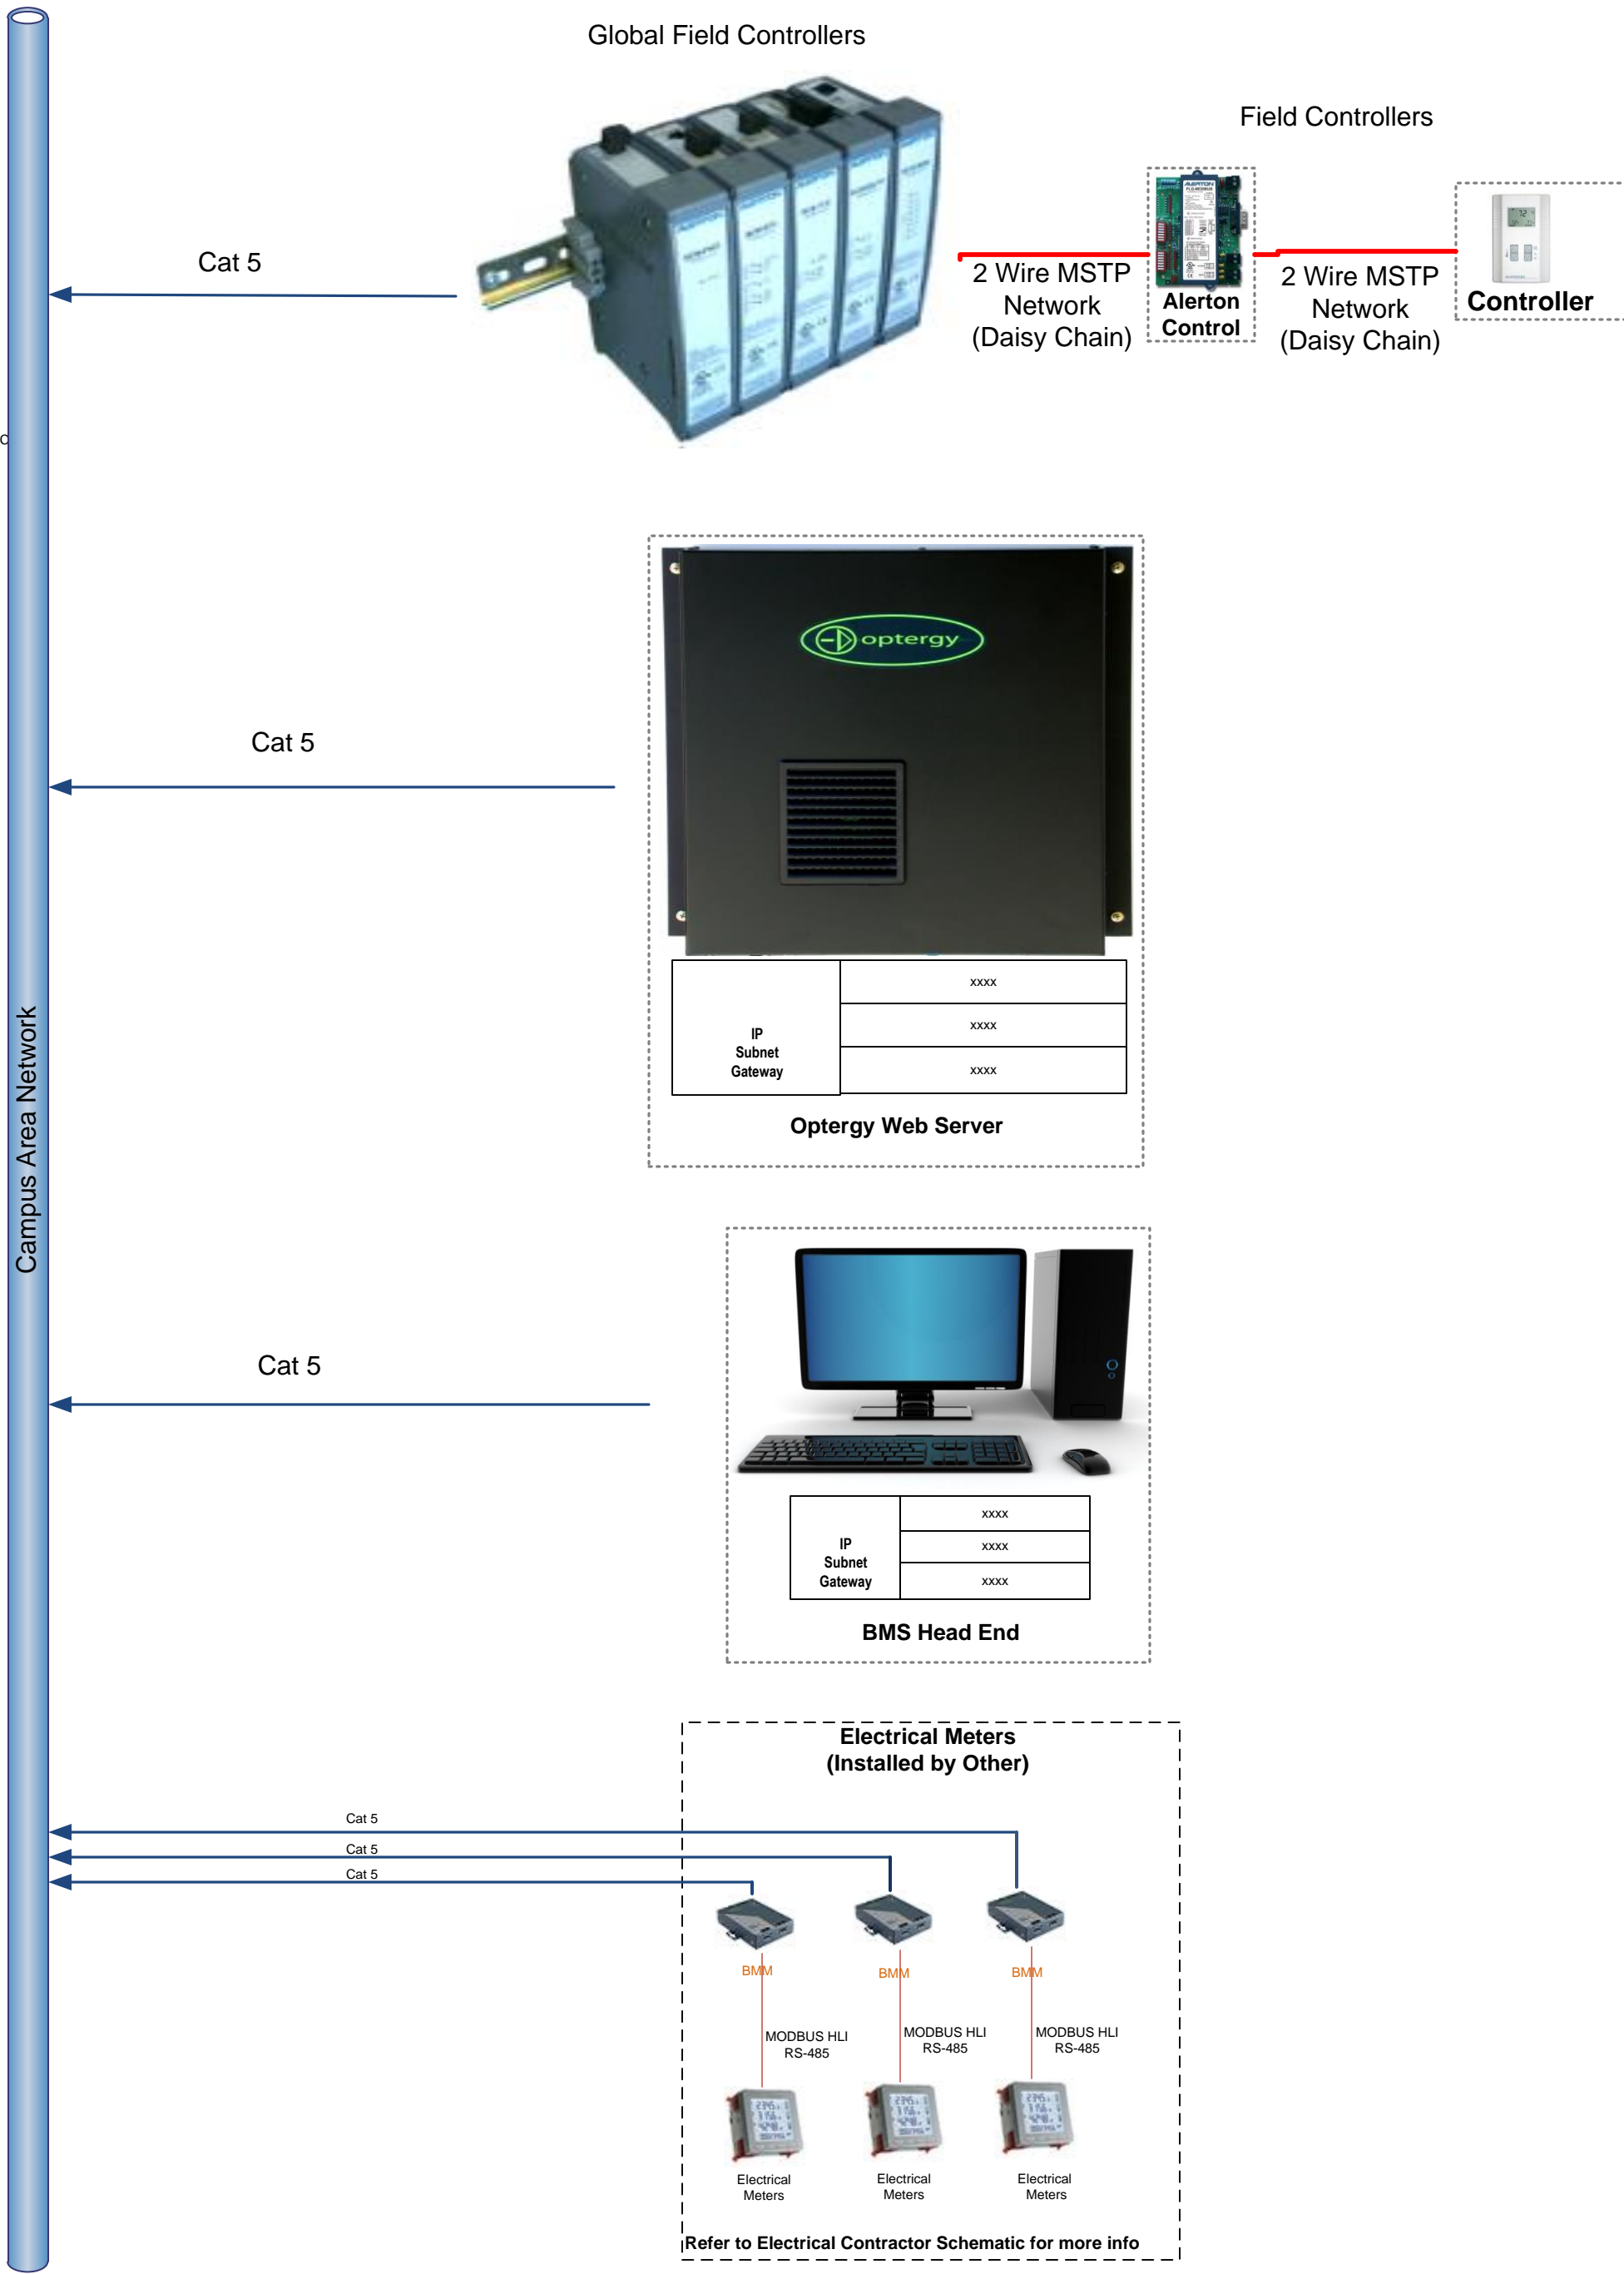 Global Field Controllers
Field Controllers
Cat 5
ALERTON
2 Wire MSTP
Network
(Daisy Chain)
Alerton
Control
2 Wire MSTP
Network
(Daisy Chain)
72
Controller
Campus Area Network
optergy
Cat 5
IP
Subnet
Gateway
xxxx
xxxx
xxxx
Optergy Web Server
Cat 5
IP
Subnet
Gateway
xxxx
xxxx
xxxx
BMS Head End
Electrical Meters
(Installed by Other)
Cat 5
Cat 5
Cat 5
BMM
BMM
BMM
MODBUS HLI
RS-485
MODBUS HLI
RS-485
MODBUS HLI
RS-485
Electrical
Meters
Electrical
Meters
Electrical
Meters
Refer to Electrical Contractor Schematic for more info